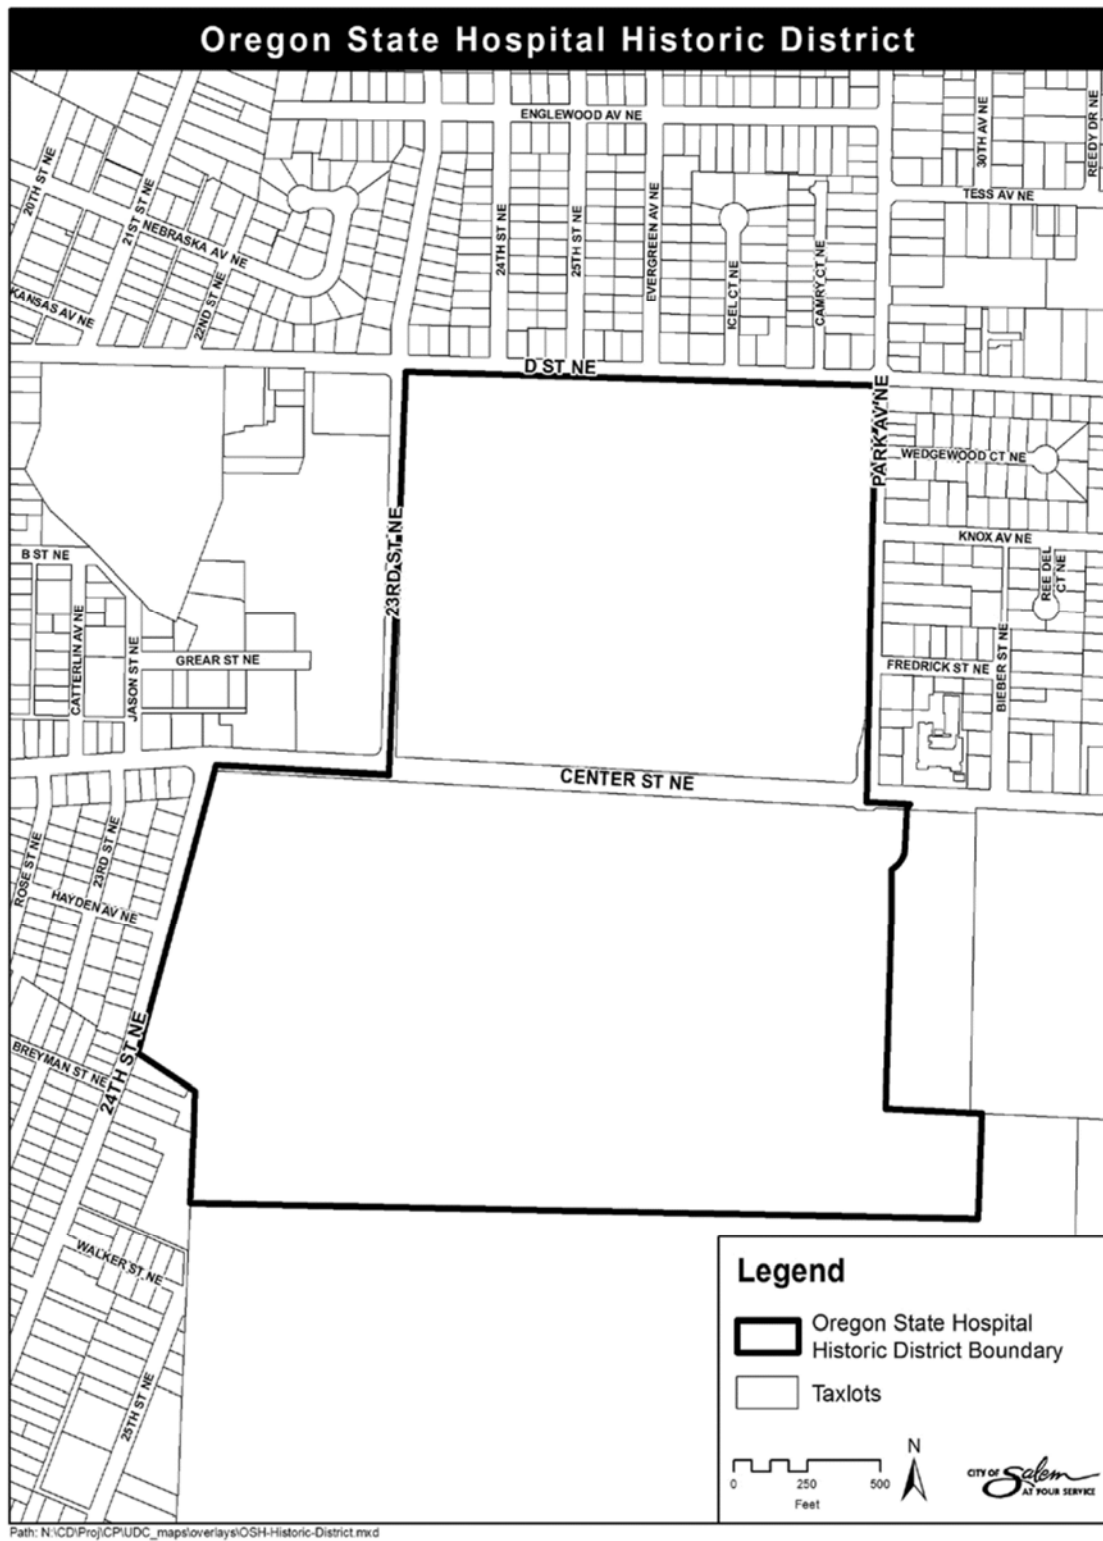 Oregon State Hospital Historic District
ENGLEWOOD AV NE
30TH AV NE
REEDY DR NE
20TH ST NE
21ST ST NE
NEBRASKA AV NE
22ND ST NE
KANSAS AV NE
24TH ST NE
25TH ST NE
EVERGREEN AV NE
ICEL CT NE
CAMRY CT NE
TESS AV NE
D ST NE
PARK AV NE
WEDGEWOOD CT NE
23RD ST NE
KNOX AV NE
REE DEL
CT NE
B ST NE
CATTERLIN AV NE
JASON ST NE
GREAR ST NE
FREDRICK ST NE
BIEBER ST NE
CENTER ST NE
ROSE ST NE
23RD ST NE
HAYDEN AV NE
24TH ST NE
BREYMAN ST NE
WALKER ST NE
25TH ST NE
Legend
Oregon State Hospital
Historic District Boundary
Taxlots
N
0 250 500
Feet
CITY OF Salem
AT YOUR SERVICE
Path: N:\CD\Proj\CP\UDC_maps\overlays\OSH-Historic-District.mxd